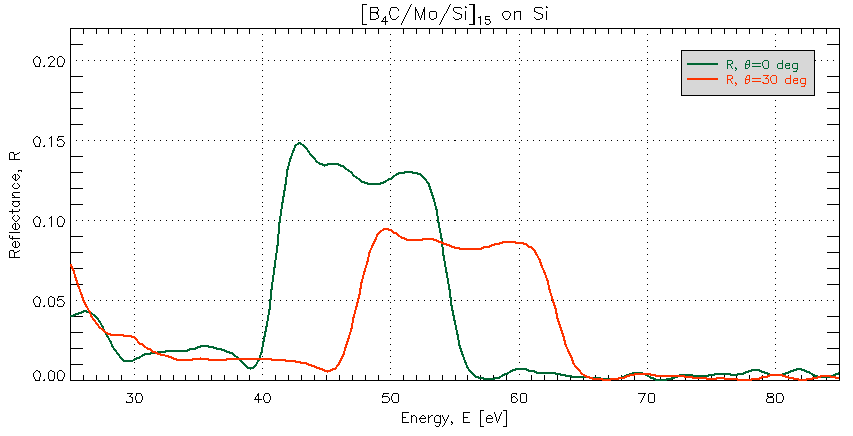 [B₄C/Mo/Si]₁₅ on Si
R, θ=0 deg
R, θ=30 deg
Reflectance, R
0.20
0.15
0.10
0.05
0.00
30 40 50 60 70 80
Energy, E [eV]